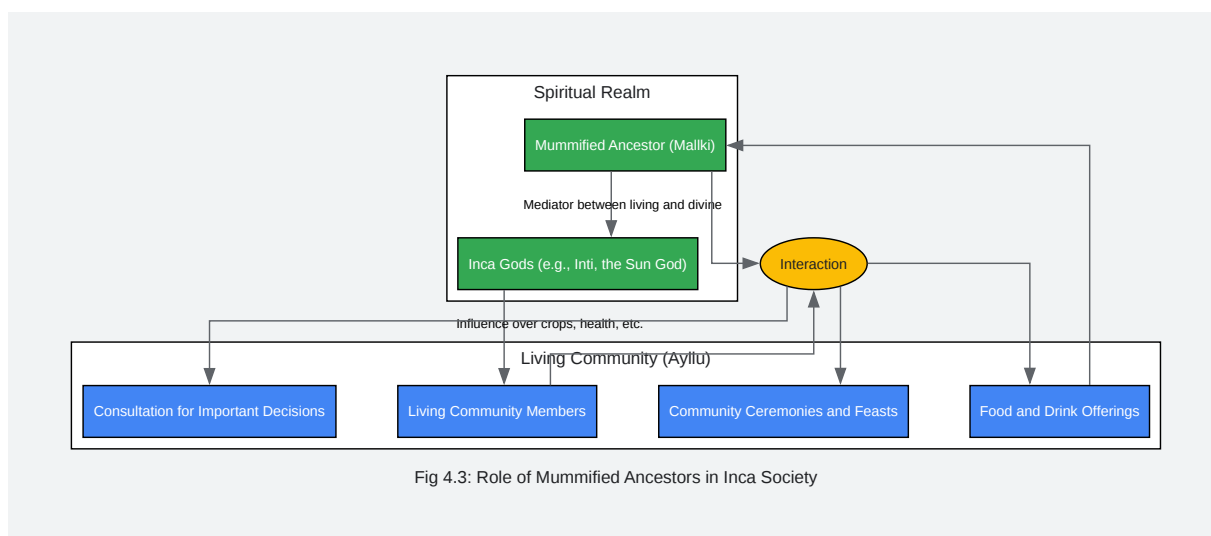 Spiritual Realm
Mummified Ancestor (Mallki)
Mediator between living and divine
Inca Gods (e.g., Inti, the Sun God)
Interaction
Influence over crops, health, etc.
Living Community (Ayllu)
Consultation for Important Decisions
Living Community Members
Community Ceremonies and Feasts
Food and Drink Offerings
Fig 4.3: Role of Mummified Ancestors in Inca Society